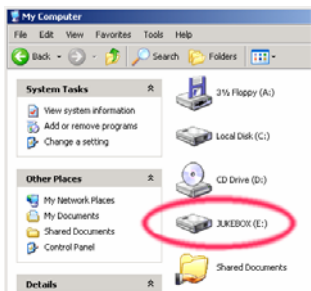 My Computer
File Edit View Favorites Tools Help
Back Search Folders
System Tasks
View system information
Add or remove programs
Change a setting
Other Places
My Network Places
My Documents
Shared Documents
Control Panel
Details
3½ Floppy (A:)
Local Disk (C:)
CD Drive (D:)
JUKEBOX (E:)
Shared Documents